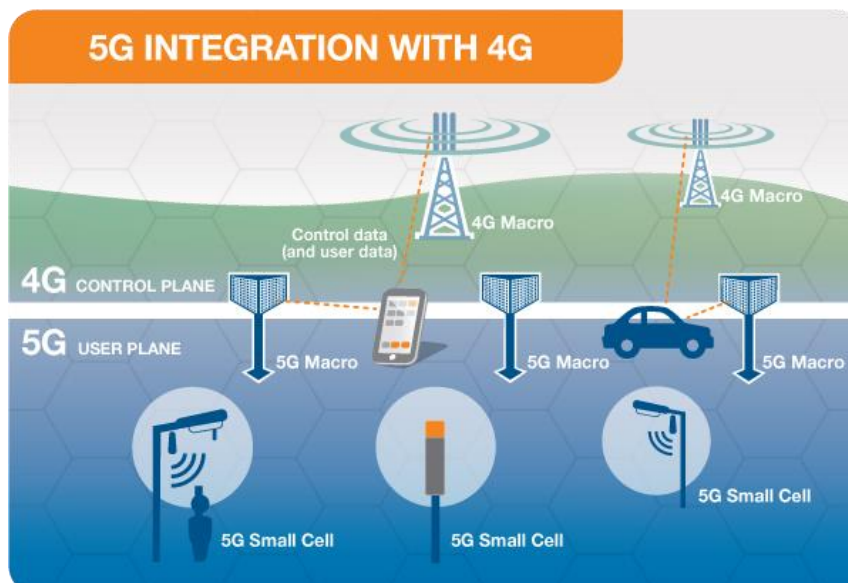 5G INTEGRATION WITH 4G
4G Macro
4G Macro
Control data
(and user data)
4G CONTROL PLANE
5G USER PLANE
5G Macro
5G Macro
5G Macro
5G Small Cell
5G Small Cell
5G Small Cell